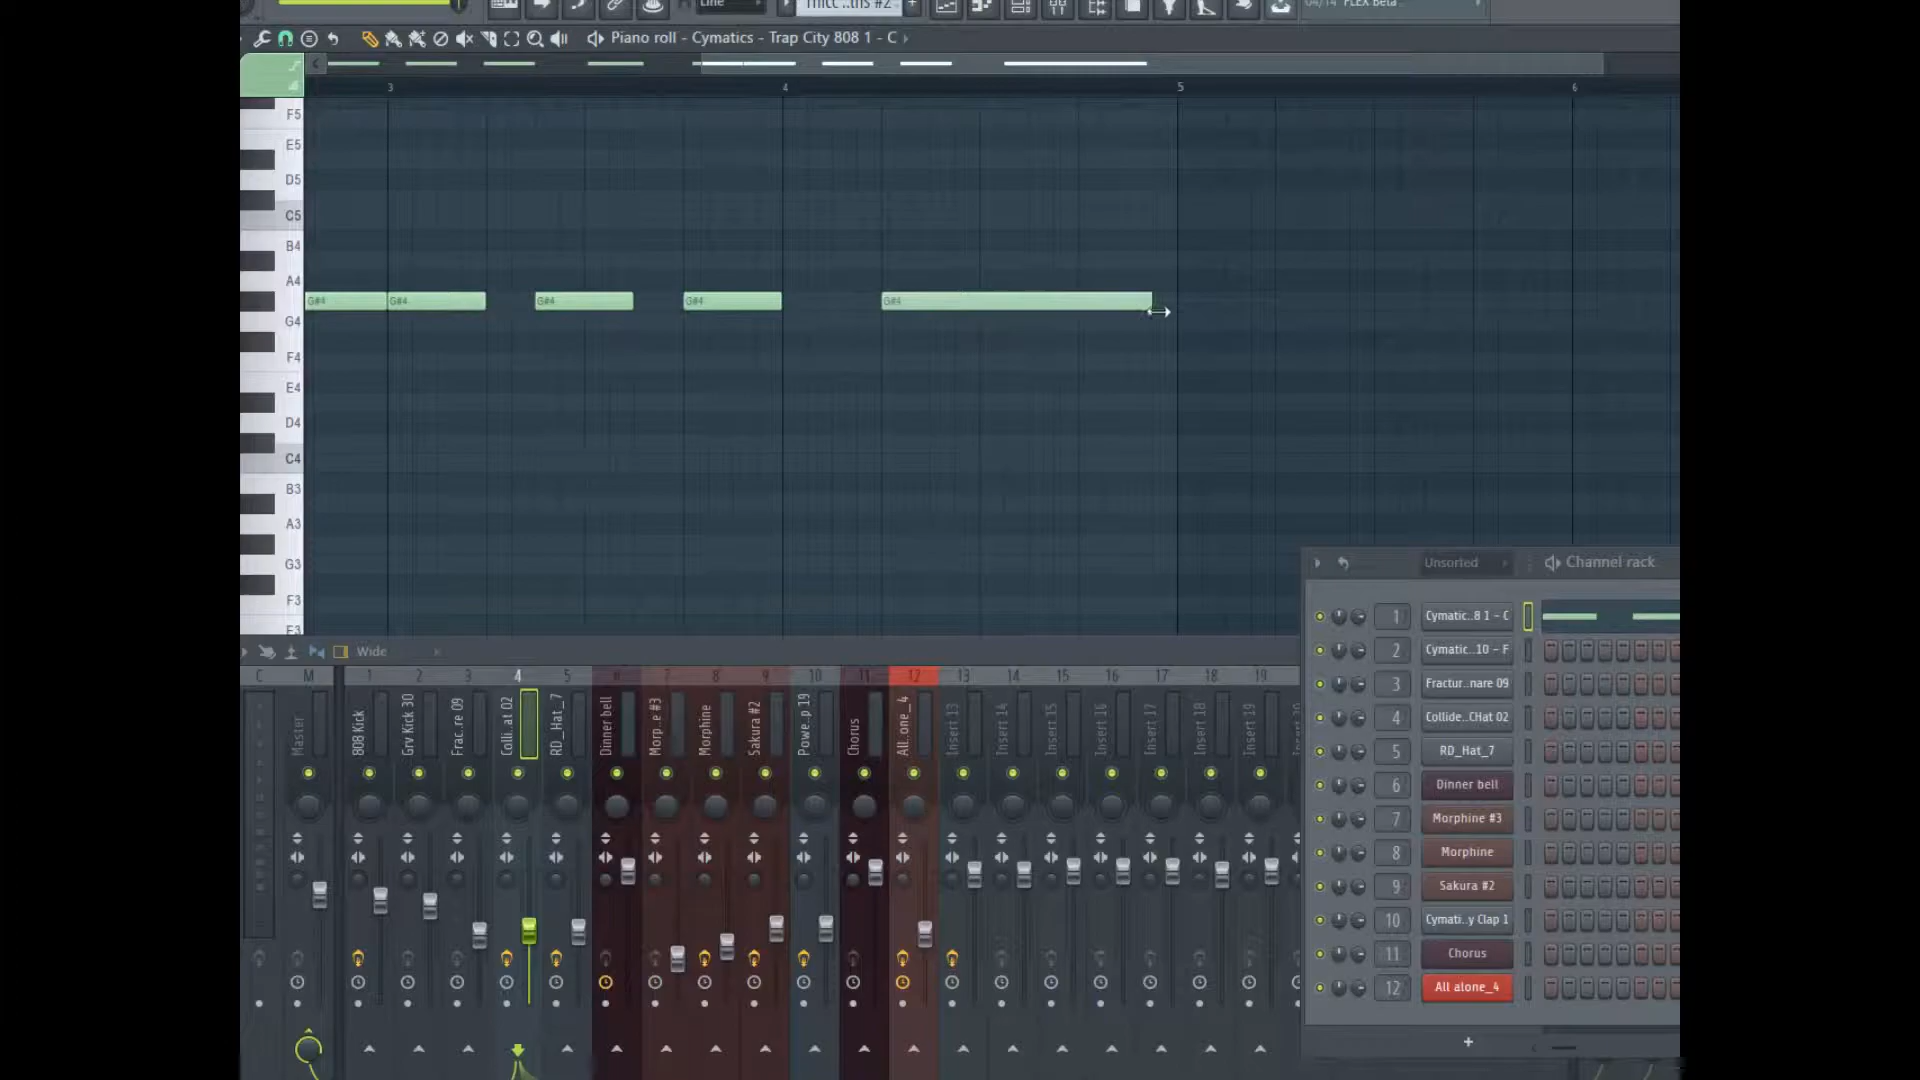 Line
Piano roll - Cymatics - Trap City 808 1 - C
3 4 5 6
F5
E5
D5
C5
B4
A4
G#4 G#4 G#4 G#4 G#4
G4
F4
E4
D4
C4
B3
A3
G3
F3
E3
Wide
Unsorted Channel rack
1 Cymatic..8 1 - C
2 Cymatic..10 - F
3 Fractur..nare 09
4 Collide..CHat 02
5 RD_Hat_7
6 Dinner bell
7 Morphine #3
8 Morphine
9 Sakura #2
10 Cymati..y Clap 1
11 Chorus
12 All alone_4
+
C M 1 2 3 4 5 6 7 8 9 10 11 12 13 14 15 16 17 18 19
Master
808 Kick
Grv Kick 30
Frac..re 09
Colli..at 02
RD_Hat_7
Dinner bell
Morp..e #3
Morphine
Sakura #2
Powe..p 19
Chorus
All..one_4
Insert 13
Insert 14
Insert 15
Insert 16
Insert 17
Insert 18
Insert 19